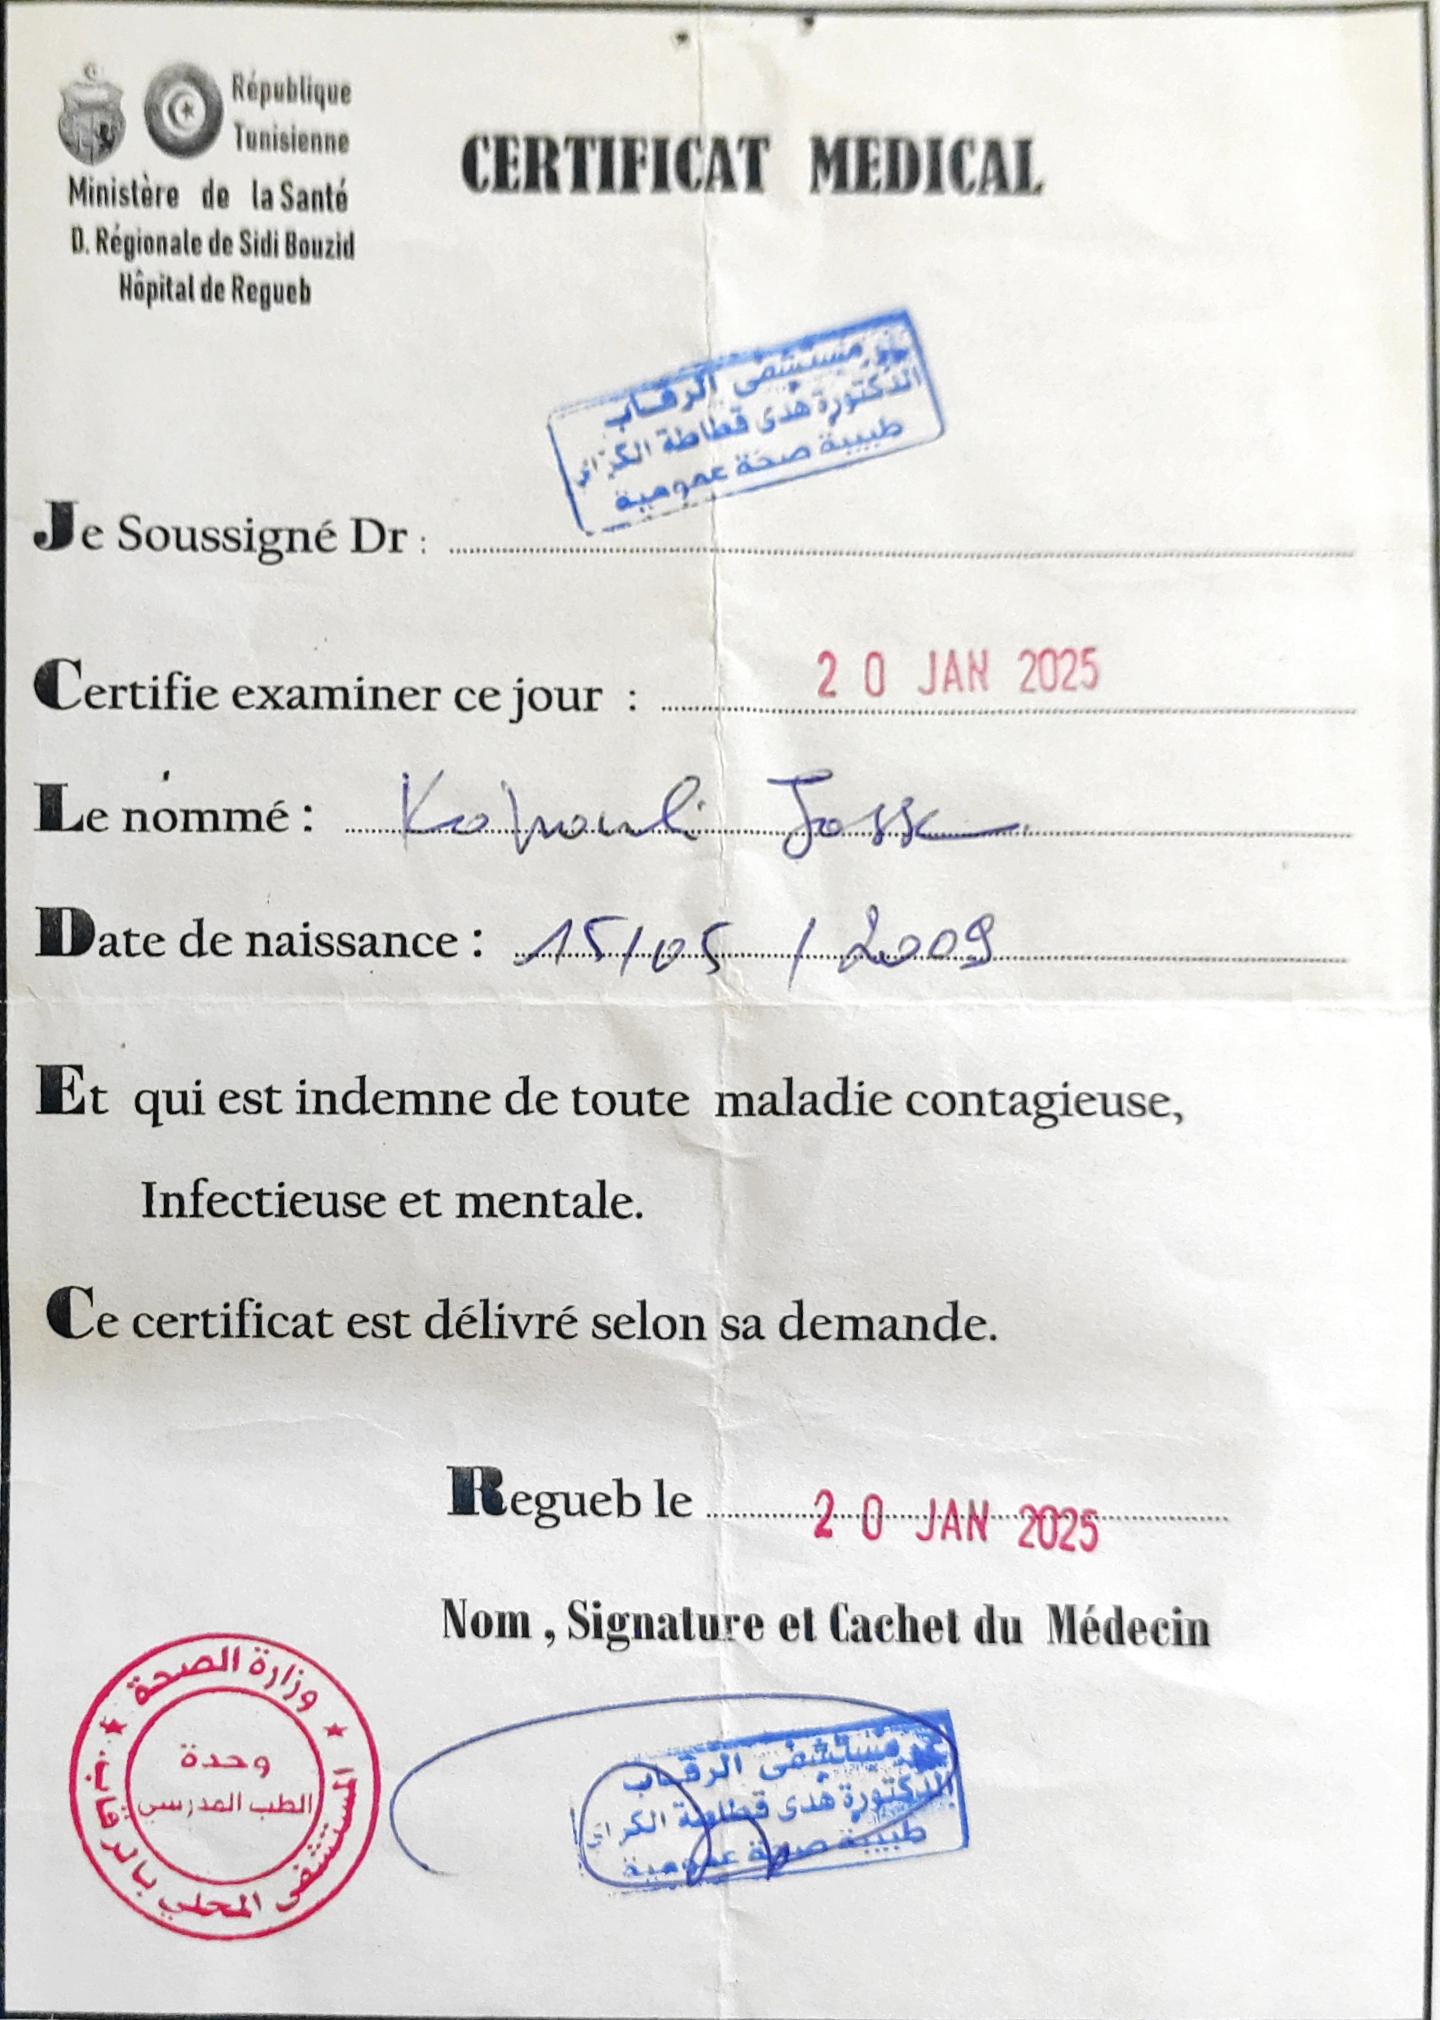 République
Tunisienne
Ministère de la Santé
D. Régionale de Sidi Bouzid
Hôpital de Regueb
CERTIFICAT MEDICAL
مستشفى الرقاب
الدكتورة هدى قطاطة الكراي
طبيبة صحة عمومية
Je Soussigné Dr :
Certifie examiner ce jour : 20 JAN 2025
Le nommé :
Date de naissance : 15/05/2009
Et qui est indemne de toute maladie contagieuse,
Infectieuse et mentale.
Ce certificat est délivré selon sa demande.
Regueb le 20 JAN 2025
Nom , Signature et Cachet du Médecin
وزارة الصحة
وحدة
الطب المدرسي
المستشفى المحلي بالرقاب
مستشفى الرقاب
الدكتورة هدى قطاطة الكراي
طبيبة صحة عمومية